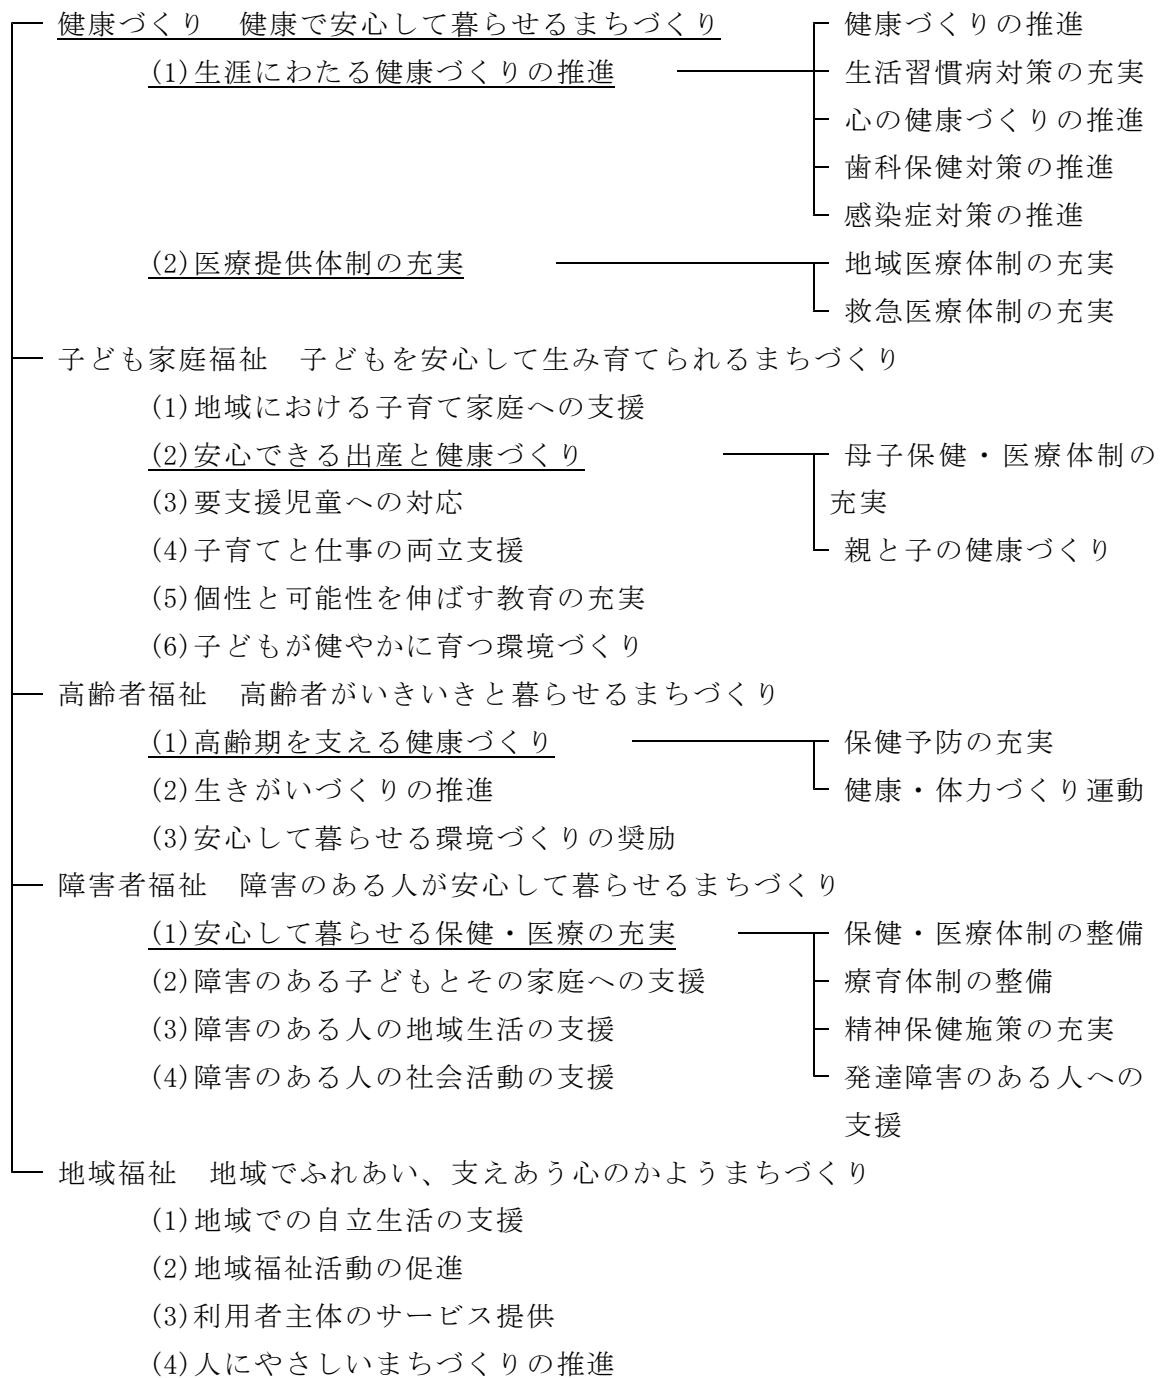 健康づくり　健康で安心して暮らせるまちづくり
(1)生涯にわたる健康づくりの推進
健康づくりの推進
生活習慣病対策の充実
心の健康づくりの推進
歯科保健対策の推進
感染症対策の推進
(2)医療提供体制の充実
地域医療体制の充実
救急医療体制の充実
子ども家庭福祉　子どもを安心して生み育てられるまちづくり
(1)地域における子育て家庭への支援
(2)安心できる出産と健康づくり
母子保健・医療体制の
充実
親と子の健康づくり
(3)要支援児童への対応
(4)子育てと仕事の両立支援
(5)個性と可能性を伸ばす教育の充実
(6)子どもが健やかに育つ環境づくり
高齢者福祉　高齢者がいきいきと暮らせるまちづくり
(1)高齢期を支える健康づくり
保健予防の充実
健康・体力づくり運動
(2)生きがいづくりの推進
(3)安心して暮らせる環境づくりの奨励
障害者福祉　障害のある人が安心して暮らせるまちづくり
(1)安心して暮らせる保健・医療の充実
保健・医療体制の整備
療育体制の整備
精神保健施策の充実
発達障害のある人への
支援
(2)障害のある子どもとその家庭への支援
(3)障害のある人の地域生活の支援
(4)障害のある人の社会活動の支援
地域福祉　地域でふれあい、支えあう心のかようまちづくり
(1)地域での自立生活の支援
(2)地域福祉活動の促進
(3)利用者主体のサービス提供
(4)人にやさしいまちづくりの推進